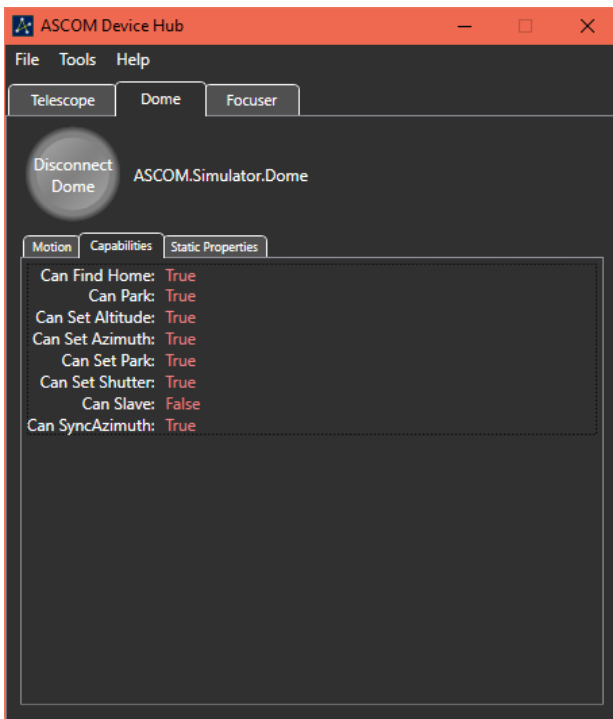 ASCOM Device Hub
File Tools Help
Telescope Dome Focuser
Disconnect
Dome
ASCOM.Simulator.Dome
Motion Capabilities Static Properties
Can Find Home: True
Can Park: True
Can Set Altitude: True
Can Set Azimuth: True
Can Set Park: True
Can Set Shutter: True
Can Slave: False
Can SyncAzimuth: True